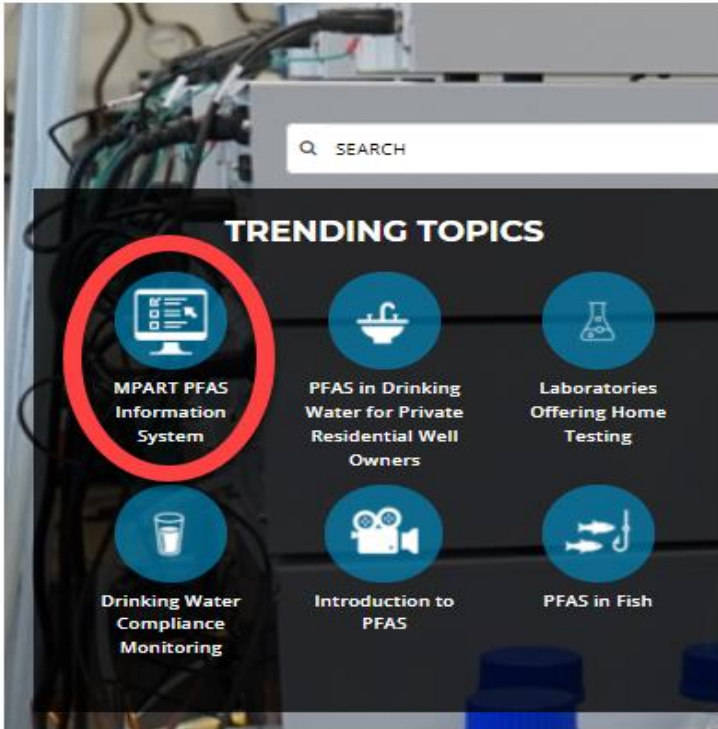 SEARCH
TRENDING TOPICS
MPART PFAS
Information
System
PFAS in Drinking
Water for Private
Residential Well
Owners
Laboratories
Offering Home
Testing
Drinking Water
Compliance
Monitoring
Introduction to
PFAS
PFAS in Fish